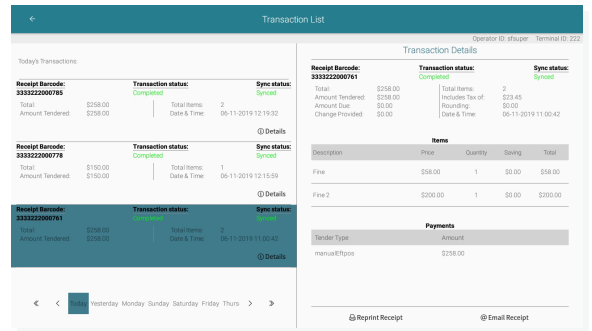 Transaction List
Operator ID: sfsuper Terminal ID: 222
Today's Transactions:
Receipt Barcode: Transaction status: Sync status:
3333222000785 Completed Synced
Total: $258.00 Total Items: 2
Amount Tendered: $258.00 Date & Time: 06-11-2019 12:19:32
Details
Receipt Barcode: Transaction status: Sync status:
3333222000778 Completed Synced
Total: $150.00 Total Items: 1
Amount Tendered: $150.00 Date & Time: 06-11-2019 12:15:59
Details
Receipt Barcode: Transaction status: Sync status:
3333222000761 Completed Synced
Total: $258.00 Total Items: 2
Amount Tendered: $258.00 Date & Time: 06-11-2019 11:00:42
Details
« < Today Yesterday Monday Sunday Saturday Friday Thurs > »
Transaction Details
Receipt Barcode: Transaction status: Sync status:
3333222000761 Completed Synced
Total: $258.00 Total Items: 2
Amount Tendered: $258.00 Includes Tax of: $23.45
Amount Due: $0.00 Rounding: $0.00
Change Provided: $0.00 Date & Time: 06-11-2019 11:00:42
Items
Description Price Quantity Saving Total
Fine $58.00 1 $0.00 $58.00
Fine 2 $200.00 1 $0.00 $200.00
Payments
Tender Type Amount
manualEftpos $258.00
Reprint Receipt @ Email Receipt